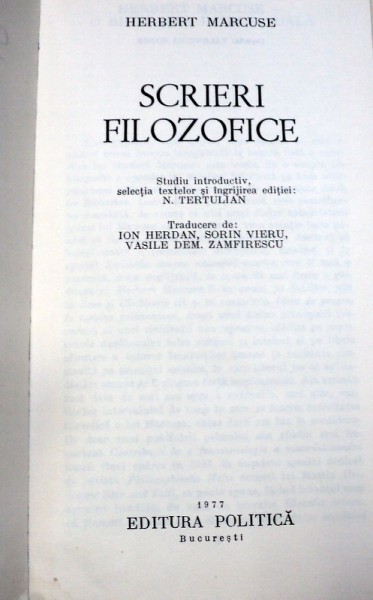 HERBERT MARCUSE
SCRIERI
FILOZOFICE
Studiu introductiv,
selecția textelor și îngrijirea ediției:
N. TERTULIAN
Traducere de:
ION HERDAN, SORIN VIERU,
VASILE DEM. ZAMFIRESCU
1977
EDITURA POLITICĂ
București